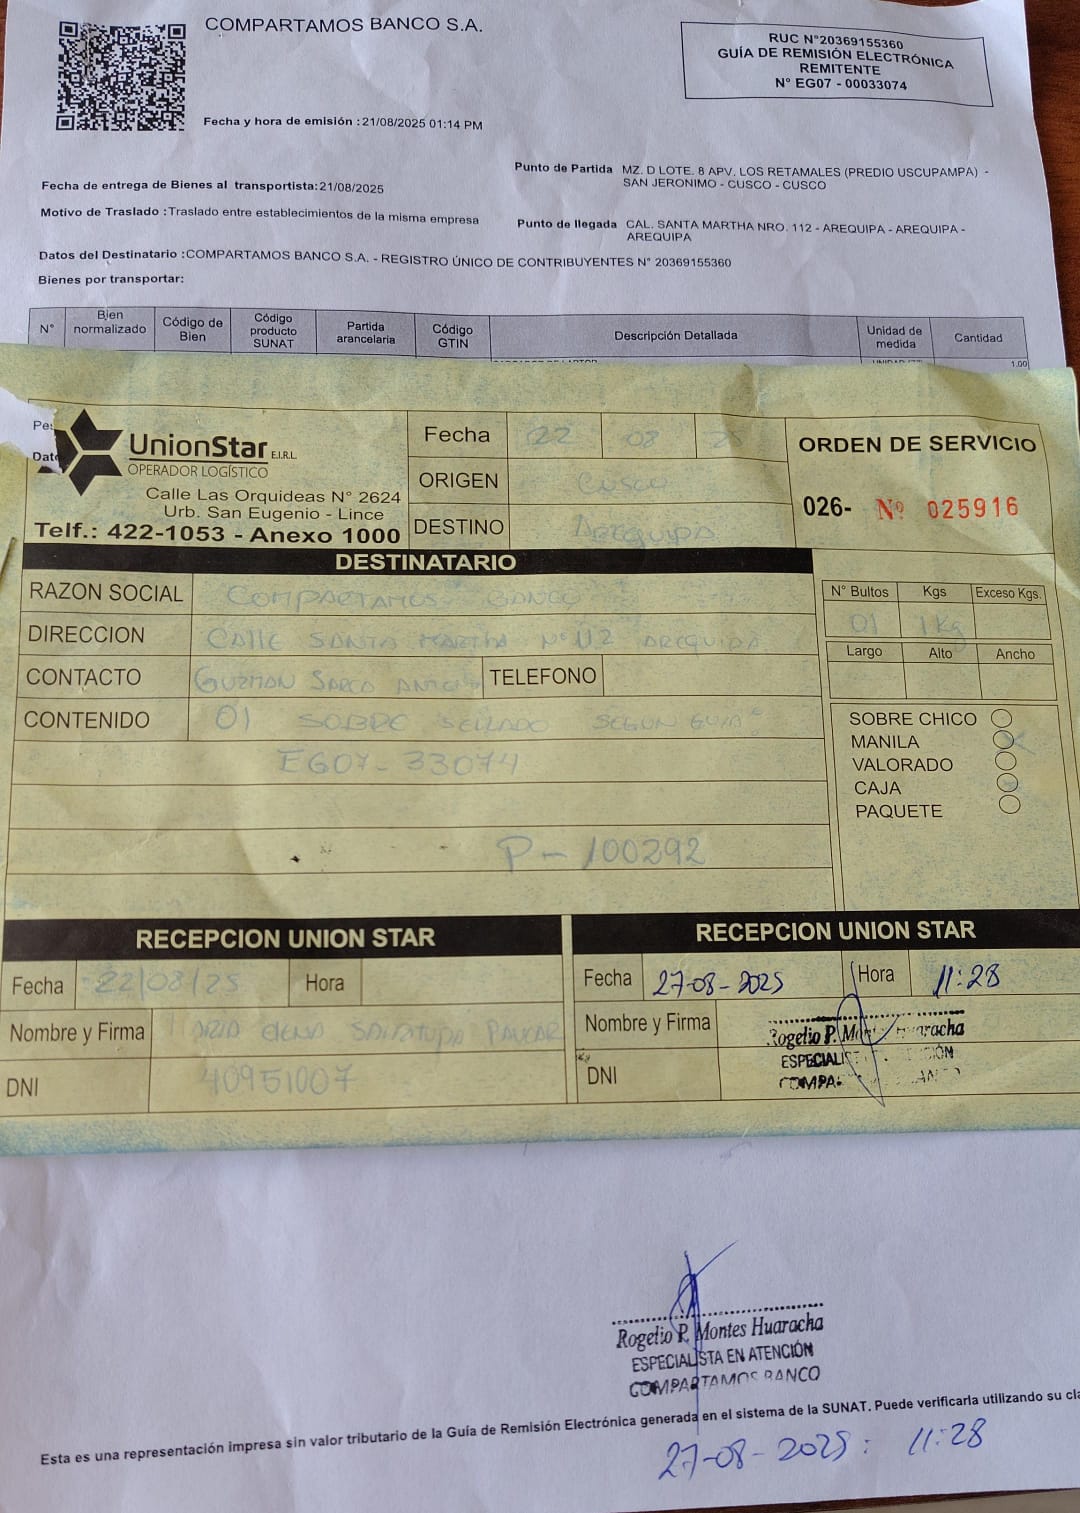 COMPARTAMOS BANCO S.A.
RUC N°20369155360
GUÍA DE REMISIÓN ELECTRÓNICA
REMITENTE
N° EG07 - 00033074
Fecha y hora de emisión : 21/08/2025 01:14 PM
Fecha de entrega de Bienes al transportista: 21/08/2025
Punto de Partida MZ. D LOTE. 8 APV. LOS RETAMALES (PREDIO USCUPAMPA) -
SAN JERONIMO - CUSCO - CUSCO
Motivo de Traslado : Traslado entre establecimientos de la misma empresa
Punto de llegada CAL. SANTA MARTHA NRO. 112 - AREQUIPA - AREQUIPA -
AREQUIPA
Datos del Destinatario : COMPARTAMOS BANCO S.A. - REGISTRO ÚNICO DE CONTRIBUYENTES N° 20369155360
Bienes por transportar:
N° Bien normalizado Código de Bien Código producto SUNAT Partida arancelaria Código GTIN Descripción Detallada Unidad de medida Cantidad
1.00
UnionStar E.I.R.L.
OPERADOR LOGÍSTICO
Calle Las Orquideas N° 2624
Urb. San Eugenio - Lince
Telf.: 422-1053 - Anexo 1000
Fecha 22 08 25
ORIGEN Cusco
DESTINO Arequipa
ORDEN DE SERVICIO
026- N° 025916
DESTINATARIO
RAZON SOCIAL COMPARTAMOS BANCO
DIRECCION CALLE SANTA MARTHA N° 112 AREQUIPA
CONTACTO GUZMAN TELEFONO
CONTENIDO 01 SOBRE SELLADO SEGUN GUIA:
EG07-33074
P-100292
N° Bultos Kgs Exceso Kgs.
01 1Kg
Largo Alto Ancho
SOBRE CHICO
MANILA
VALORADO
CAJA
PAQUETE
RECEPCION UNION STAR
Fecha 22/08/25 Hora
Nombre y Firma PAUCAR
DNI 40951007
RECEPCION UNION STAR
Fecha 27-08-2025 Hora 11:28
Nombre y Firma
Rogelio P. Montes Huaracha
DNI
Rogelio P. Montes Huaracha
ESPECIALISTA EN ATENCIÓN
COMPARTAMOS BANCO
Esta es una representación impresa sin valor tributario de la Guía de Remisión Electrónica generada en el sistema de la SUNAT. Puede verificarla utilizando su
27-08-2025: 11:28